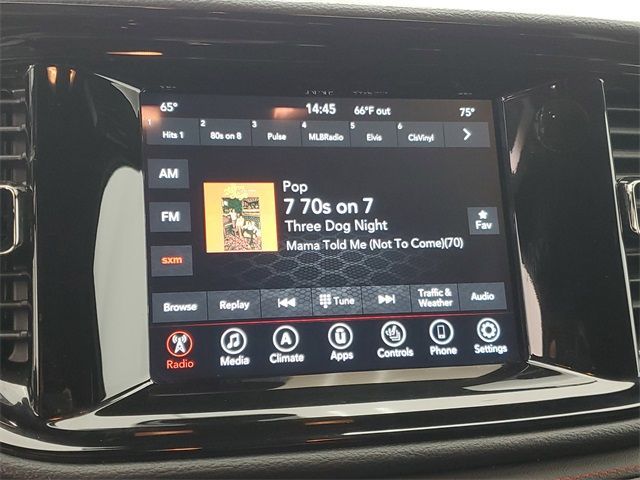 65° 14:45 66°F out 75°
1 Hits 1 2 80s on 8 3 Pulse 4 MLBRadio 5 Elvis 6 ClsVinyl
AM
FM
sxm
Pop
7 70s on 7
Three Dog Night
Mama Told Me (Not To Come)(70)
Fav
Browse Replay Tune Traffic & Weather Audio
Radio Media Climate Apps Controls Phone Settings